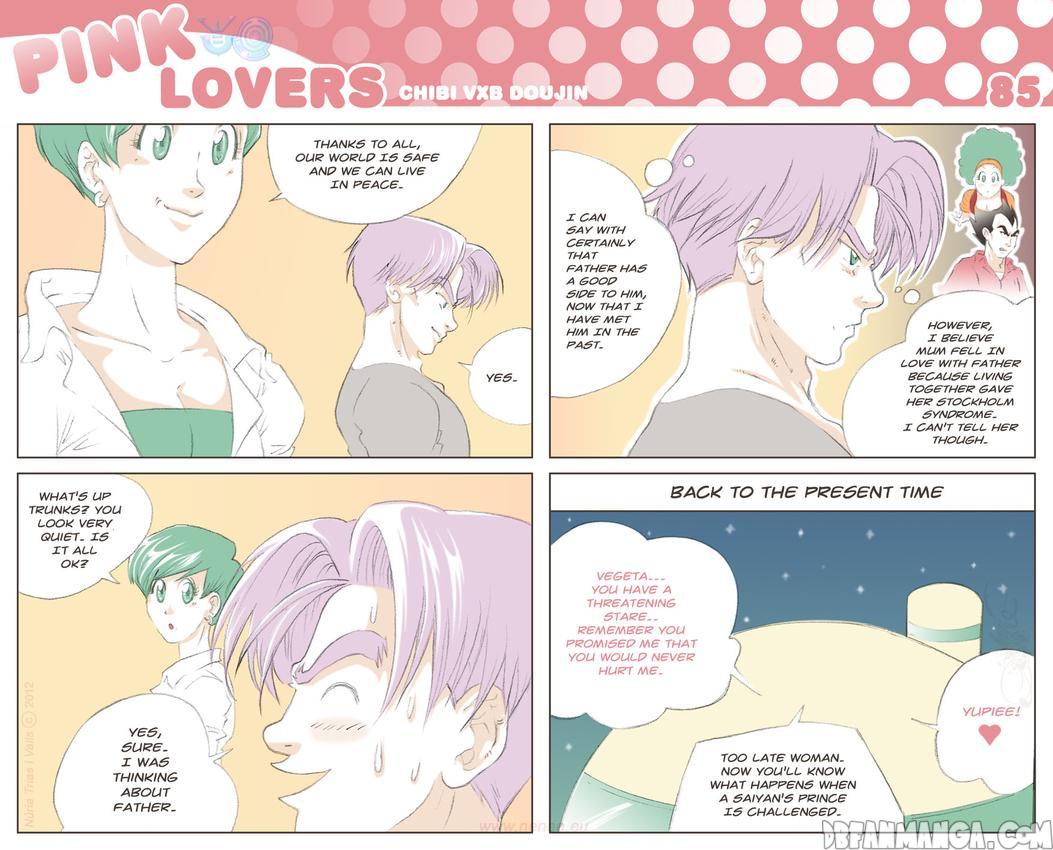 PINK
LOVERS
CHIBI VXB DOUJIN
85
THANKS TO ALL,
OUR WORLD IS SAFE
AND WE CAN LIVE
IN PEACE.
YES.
I CAN
SAY WITH
CERTAINLY
THAT
FATHER HAS
A GOOD
SIDE TO HIM,
NOW THAT I
HAVE MET
HIM IN THE
PAST.
HOWEVER,
I BELIEVE
MUM FELL IN
LOVE WITH FATHER
BECAUSE LIVING
TOGETHER GAVE
HER STOCKHOLM
SYNDROME.
I CAN'T TELL HER
THOUGH.
WHAT'S UP
TRUNKS? YOU
LOOK VERY
QUIET. IS
IT ALL
OK?
YES,
SURE.
I WAS
THINKING
ABOUT
FATHER.
BACK TO THE PRESENT TIME
VEGETA...
YOU HAVE A
THREATENING
STARE..
REMEMBER YOU
PROMISED ME THAT
YOU WOULD NEVER
HURT ME.
YUPIEE!
TOO LATE WOMAN.
NOW YOU'LL KNOW
WHAT HAPPENS WHEN
A SAIYAN'S PRINCE
IS CHALLENGED.
Núria Trias i Valls © 2012
DBFANMANGA.COM